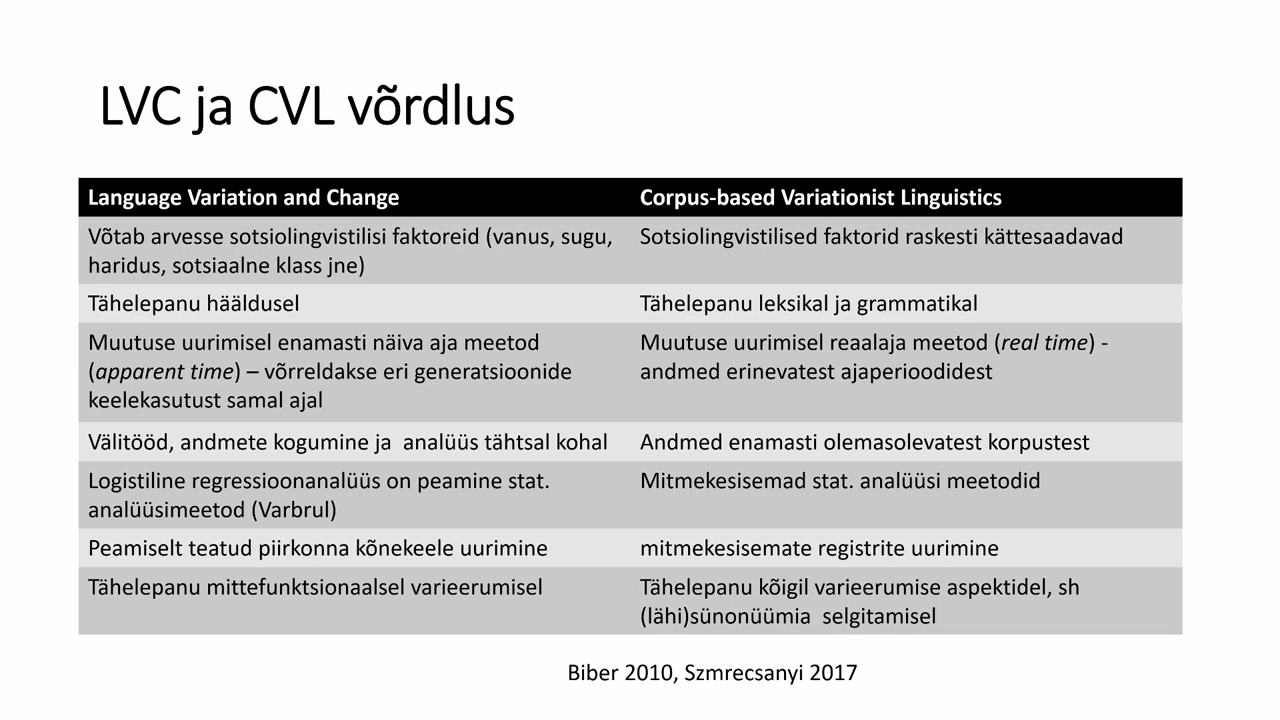 LVC ja CVL võrdlus
Language Variation and Change
Corpus-based Variationist Linguistics
Võtab arvesse sotsiolingvistilisi faktoreid (vanus, sugu,
haridus, sotsiaalne klass jne)
Sotsiolingvistilised faktorid raskesti kättesaadavad
Tähelepanu hääldusel
Tähelepanu leksikal ja grammatikal
Muutuse uurimisel enamasti näiva aja meetod
(apparent time) – võrreldakse eri generatsioonide
keelekasutust samal ajal
Muutuse uurimisel reaalaja meetod (real time) -
andmed erinevatest ajaperioodidest
Välitööd, andmete kogumine ja  analüüs tähtsal kohal
Andmed enamasti olemasolevatest korpustest
Logistiline regressioonanalüüs on peamine stat.
analüüsimeetod (Varbrul)
Mitmekesisemad stat. analüüsi meetodid
Peamiselt teatud piirkonna kõnekeele uurimine
mitmekesisemate registrite uurimine
Tähelepanu mittefunktsionaalsel varieerumisel
Tähelepanu kõigil varieerumise aspektidel, sh
(lähi)sünonüümia  selgitamisel
Biber 2010, Szmrecsanyi 2017